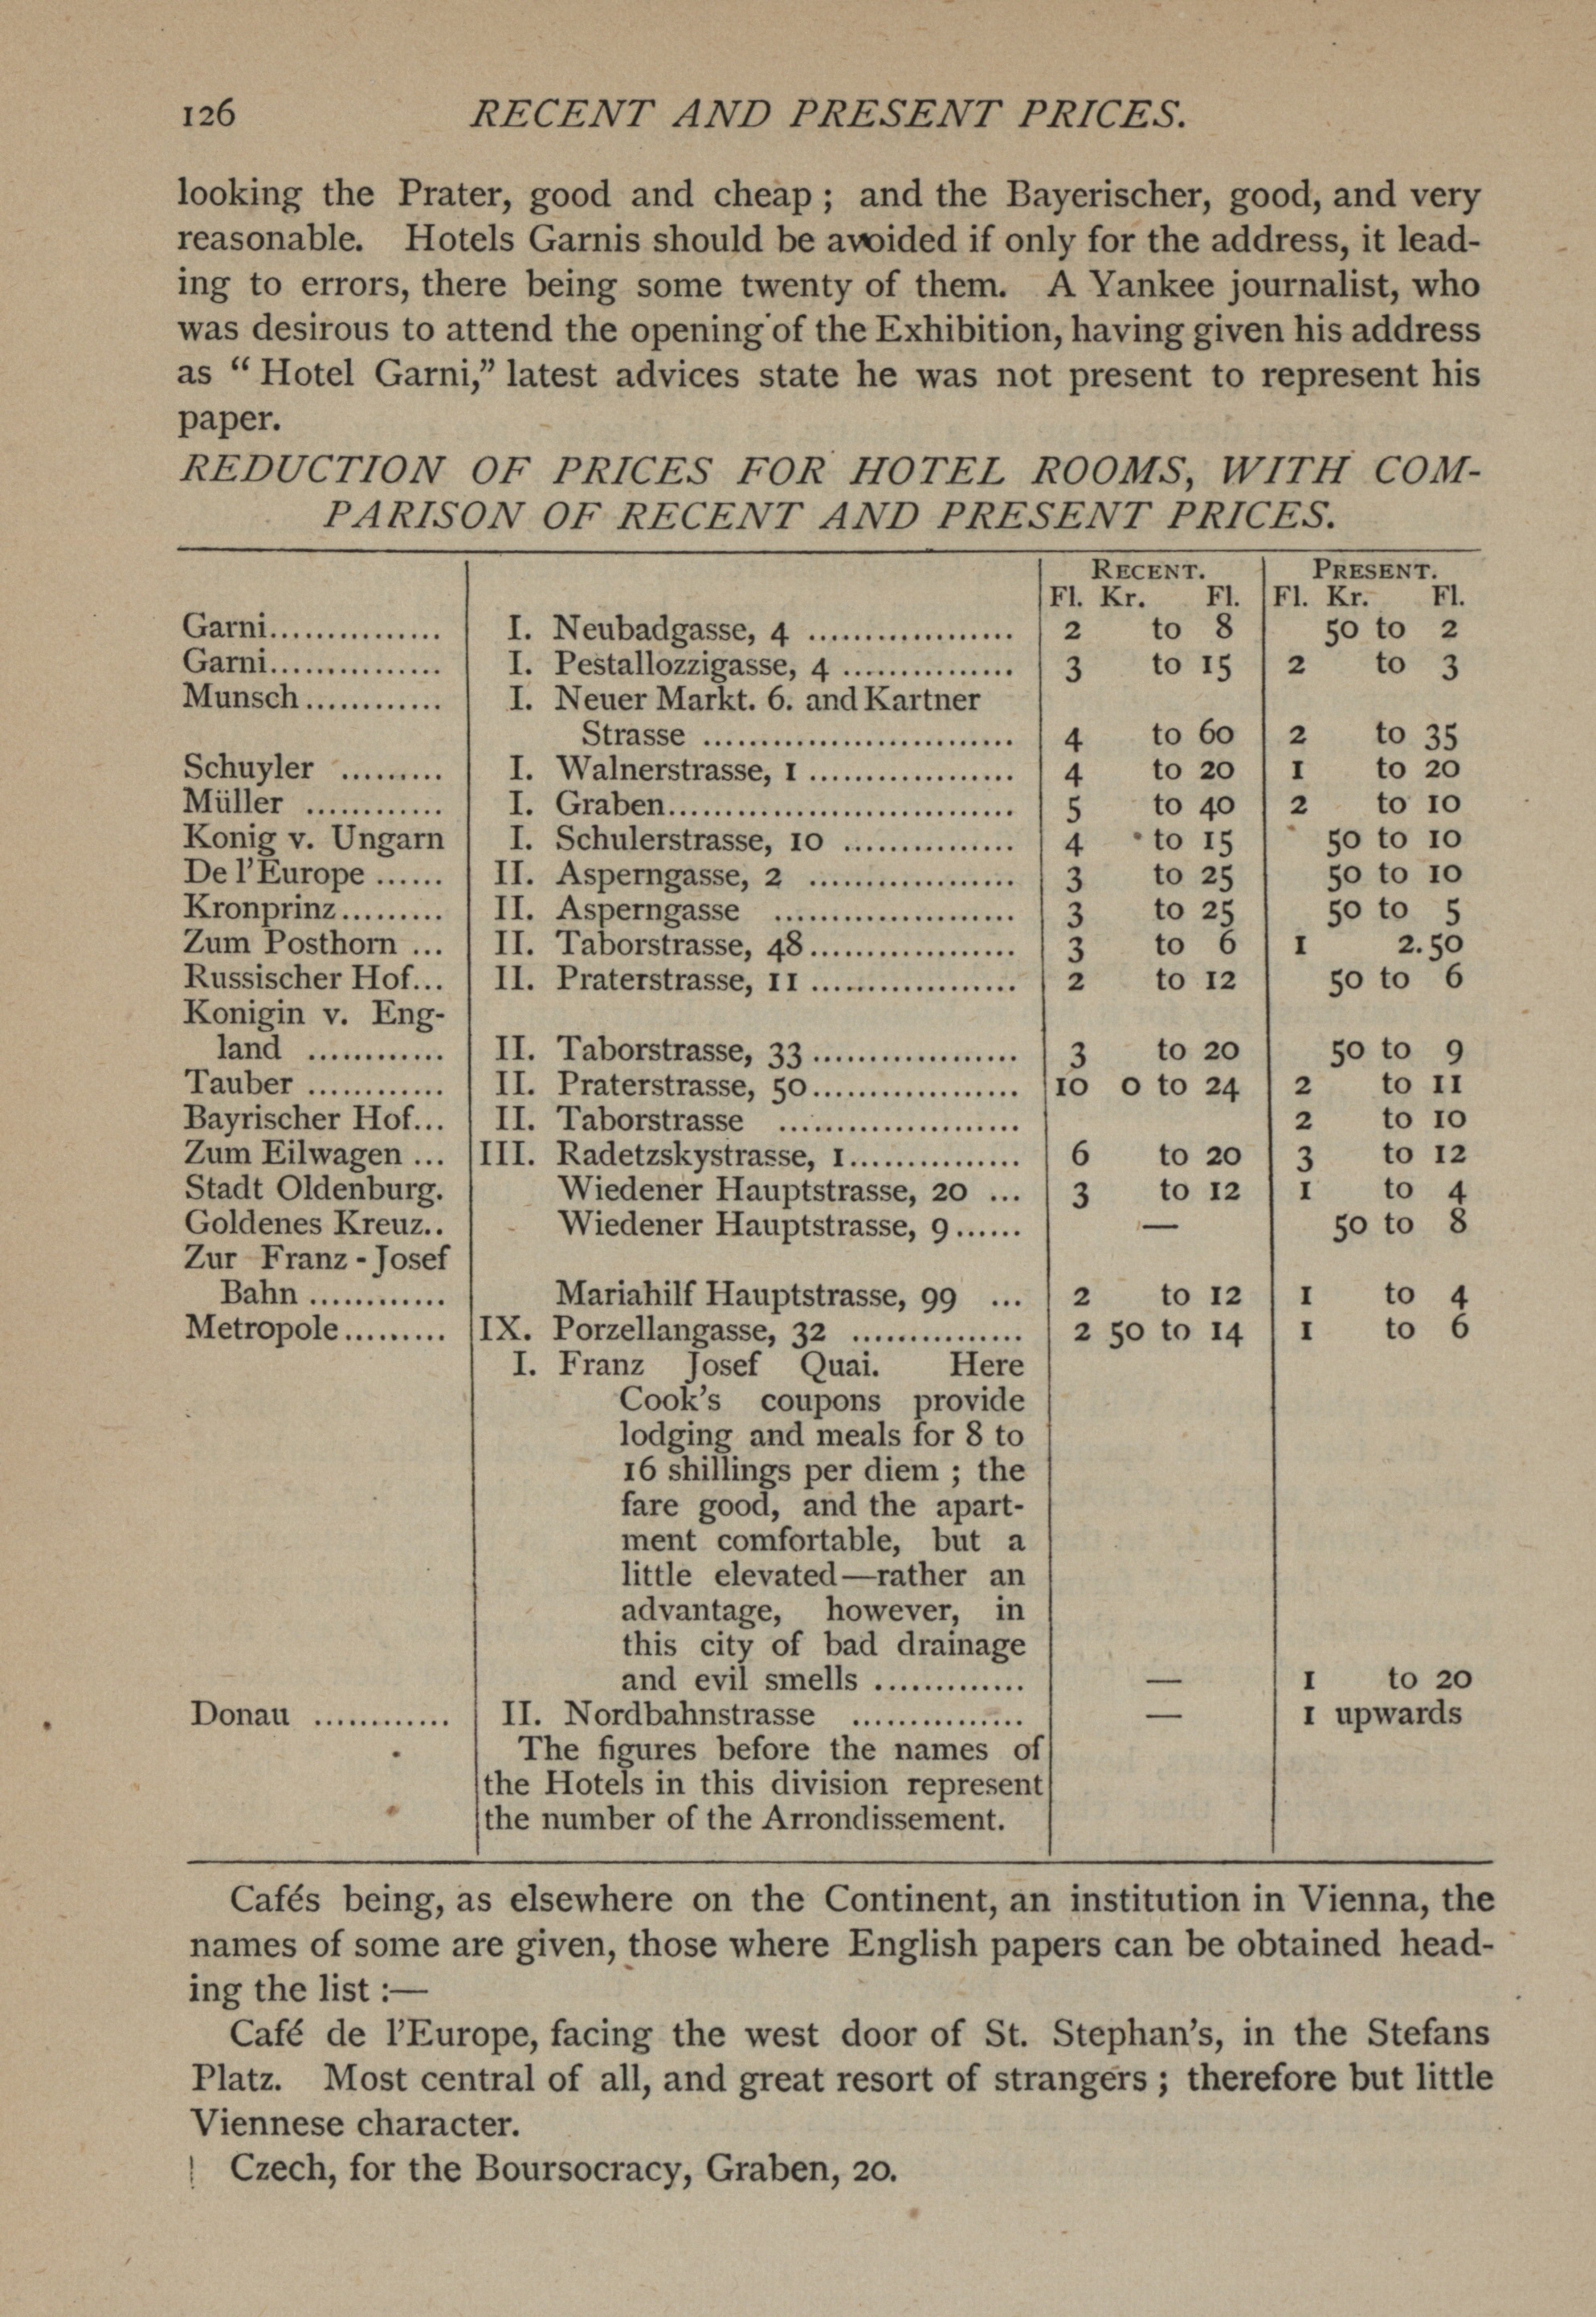 126 RECENT AND PRESENT PRICES.
looking the Prater, good and cheap ; and the Bayerischer, good, and very
reasonable. Hotels Garnis should be avoided if only for the address, it lead-
ing to errors, there being some twenty of them. A Yankee journalist, who
was desirous to attend the opening of the Exhibition, having given his address
as “ Hotel Garni,” latest advices state he was not present to represent his
paper.
REDUCTION OF PRICES FOR HOTEL ROOMS, WITH COM-
PARISON OF RECENT AND PRESENT PRICES.
RECENT. PRESENT.
Fl. Kr. Fl. Fl. Kr. Fl.
Garni............... I. Neubadgasse, 4 .................. 2 to 8 50 to 2
Garni............... I. Pestallozzigasse, 4 ............... 3 to 15 2 to 3
Munsch............ I. Neuer Markt. 6. and Kartner
Strasse ........................... 4 to 60 2 to 35
Schuyler ......... I. Walnerstrasse, 1 .................. 4 to 20 1 to 20
Müller ............ I. Graben.............................. 5 to 40 2 to 10
Konig v. Ungarn I. Schulerstrasse, 10 ............... 4 to 15 50 to 10
De l’Europe ...... II. Asperngasse, 2 .................. 3 to 25 50 to 10
Kronprinz......... II. Asperngasse ..................... 3 to 25 50 to 5
Zum Posthorn ... II. Taborstrasse, 48.................. 3 to 6 1 2.50
Russischer Hof... II. Praterstrasse, 11 .................. 2 to 12 50 to 6
Konigin v. Eng-
land ............ II. Taborstrasse, 33 .................. 3 to 20 50 to 9
Tauber ............ II. Praterstrasse, 50.................. 10 0 to 24 2 to 11
Bayrischer Hof... II. Taborstrasse ..................... 2 to 10
Zum Eilwagen ... III. Radetzskystrasse, 1............... 6 to 20 3 to 12
Stadt Oldenburg. Wiedener Hauptstrasse, 20 ... 3 to 12 1 to 4
Goldenes Kreuz.. Wiedener Hauptstrasse, 9...... — 50 to 8
Zur Franz - Josef
Bahn ............ Mariahilf Hauptstrasse, 99 ... 2 to 12 1 to 4
Metropole......... IX. Porzellangasse, 32 ............... 2 50 to 14 1 to 6
I. Franz Josef Quai. Here
Cook’s coupons provide
lodging and meals for 8 to
16 shillings per diem ; the
fare good, and the apart-
ment comfortable, but a
little elevated—rather an
advantage, however, in
this city of bad drainage
and evil smells ............. — 1 to 20
Donau ............ II. Nordbahnstrasse ............... — 1 upwards
The figures before the names of
the Hotels in this division represent
the number of the Arrondissement.
Cafés being, as elsewhere on the Continent, an institution in Vienna, the
names of some are given, those where English papers can be obtained head-
ing the list :—
Café de l’Europe, facing the west door of St. Stephan’s, in the Stefans
Platz. Most central of all, and great resort of strangers ; therefore but little
Viennese character.
Czech, for the Boursocracy, Graben, 20.